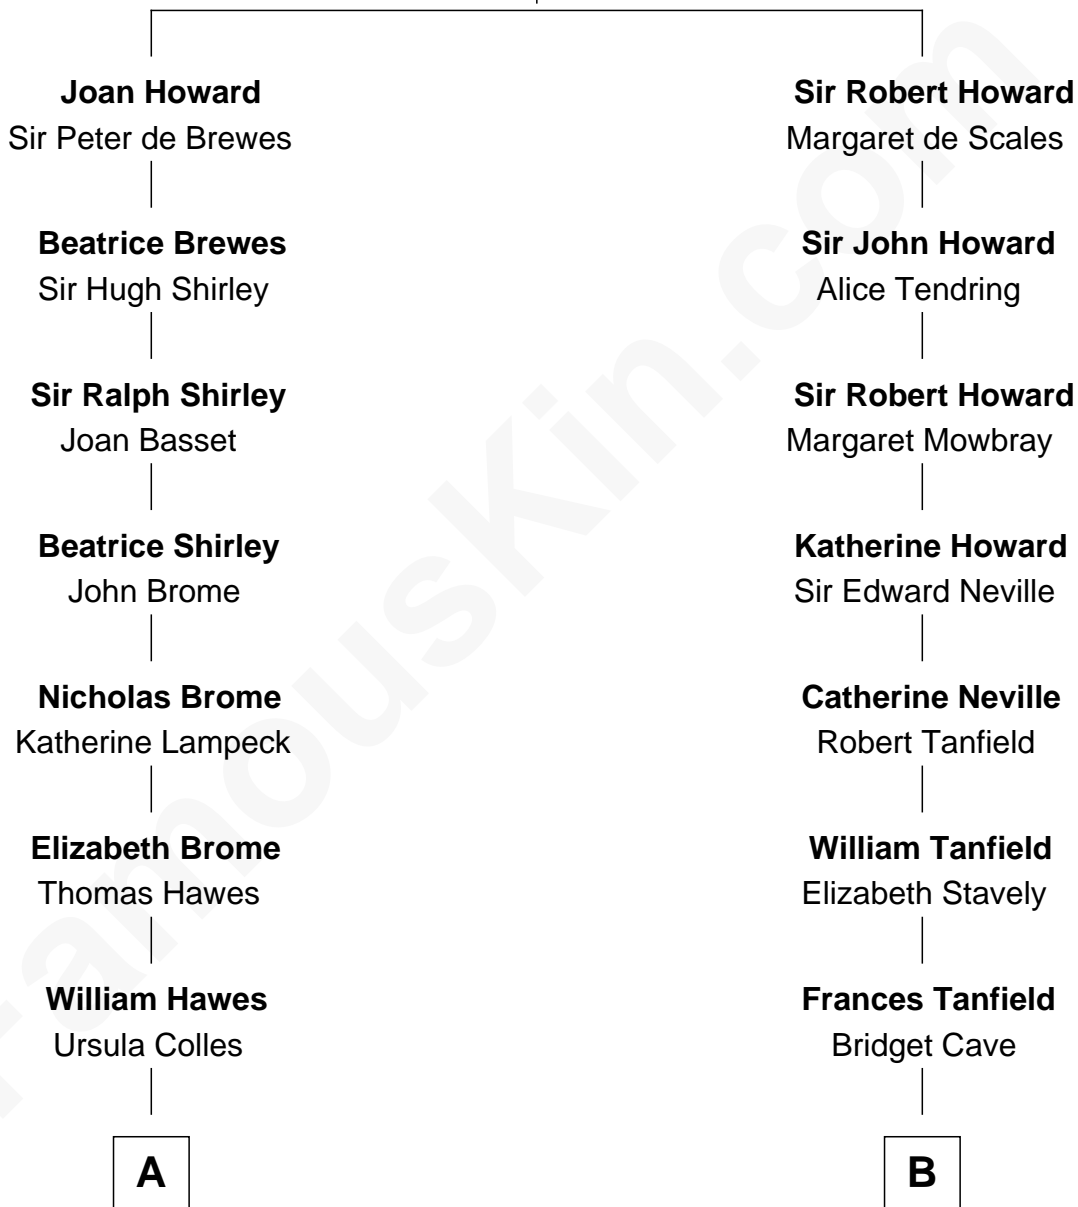 Joan Howard
Sir Peter de Brewes
Beatrice Brewes
Sir Hugh Shirley
Sir Ralph Shirley
Joan Basset
Beatrice Shirley
John Brome
Nicholas Brome
Katherine Lampeck
Elizabeth Brome
Thomas Hawes
William Hawes
Ursula Colles
A
Sir Robert Howard
Margaret de Scales
Sir John Howard
Alice Tendring
Sir Robert Howard
Margaret Mowbray
Katherine Howard
Sir Edward Neville
Catherine Neville
Robert Tanfield
William Tanfield
Elizabeth Stavely
Frances Tanfield
Bridget Cave
B
FamousKin.com